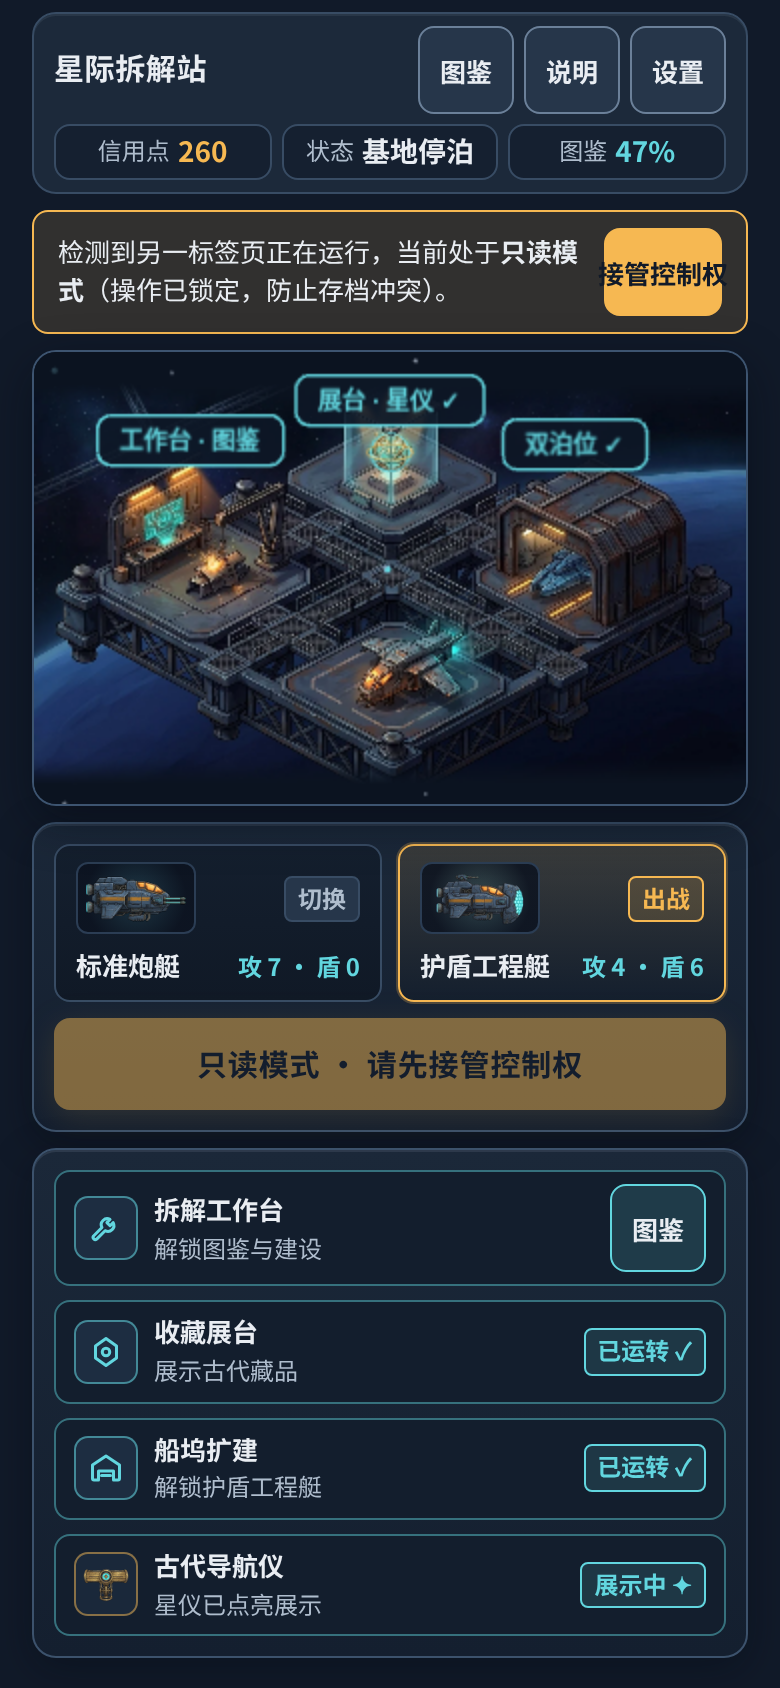 星际拆解站
图鉴
说明
设置
信用点 260
状态 基地停泊
图鉴 47%
检测到另一标签页正在运行，当前处于只读模
式（操作已锁定，防止存档冲突）。
接管控制权
展台 · 星仪 ✓
工作台 · 图鉴
双泊位 ✓
切换
标准炮艇 攻 7 · 盾 0
出战
护盾工程艇 攻 4 · 盾 6
只读模式 · 请先接管控制权
拆解工作台
解锁图鉴与建设
图鉴
收藏展台
展示古代藏品
已运转 ✓
船坞扩建
解锁护盾工程艇
已运转 ✓
古代导航仪
星仪已点亮展示
展示中 ✦